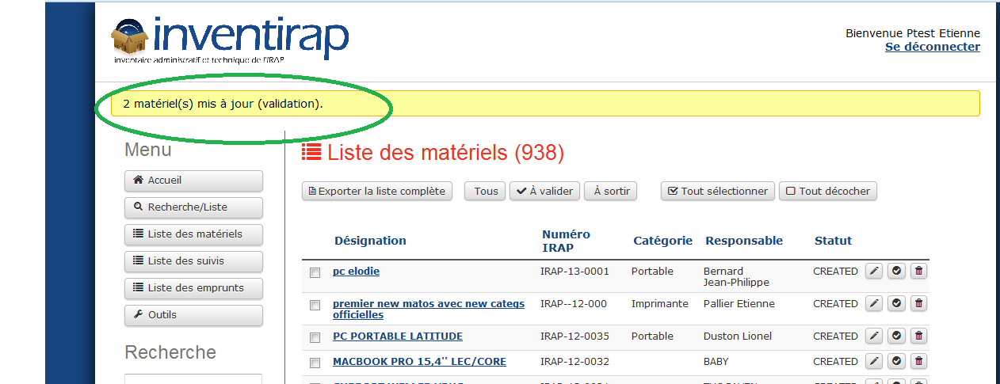 inventirap
inventaire administratif et technique de l'IRAP
Bienvenue Ptest Etienne
Se déconnecter
2 matériel(s) mis à jour (validation).
Menu
Accueil
Recherche/Liste
Liste des matériels
Liste des suivis
Liste des emprunts
Outils
Recherche
Liste des matériels (938)
Exporter la liste complète Tous À valider À sortir Tout sélectionner Tout décocher
Désignation Numéro IRAP Catégorie Responsable Statut
pc elodie IRAP-13-0001 Portable Bernard Jean-Philippe CREATED
premier new matos avec new categs officielles IRAP--12-000 Imprimante Pallier Etienne CREATED
PC PORTABLE LATITUDE IRAP-12-0035 Portable Duston Lionel CREATED
MACBOOK PRO 15,4'' LEC/CORE IRAP-12-0032 BABY CREATED